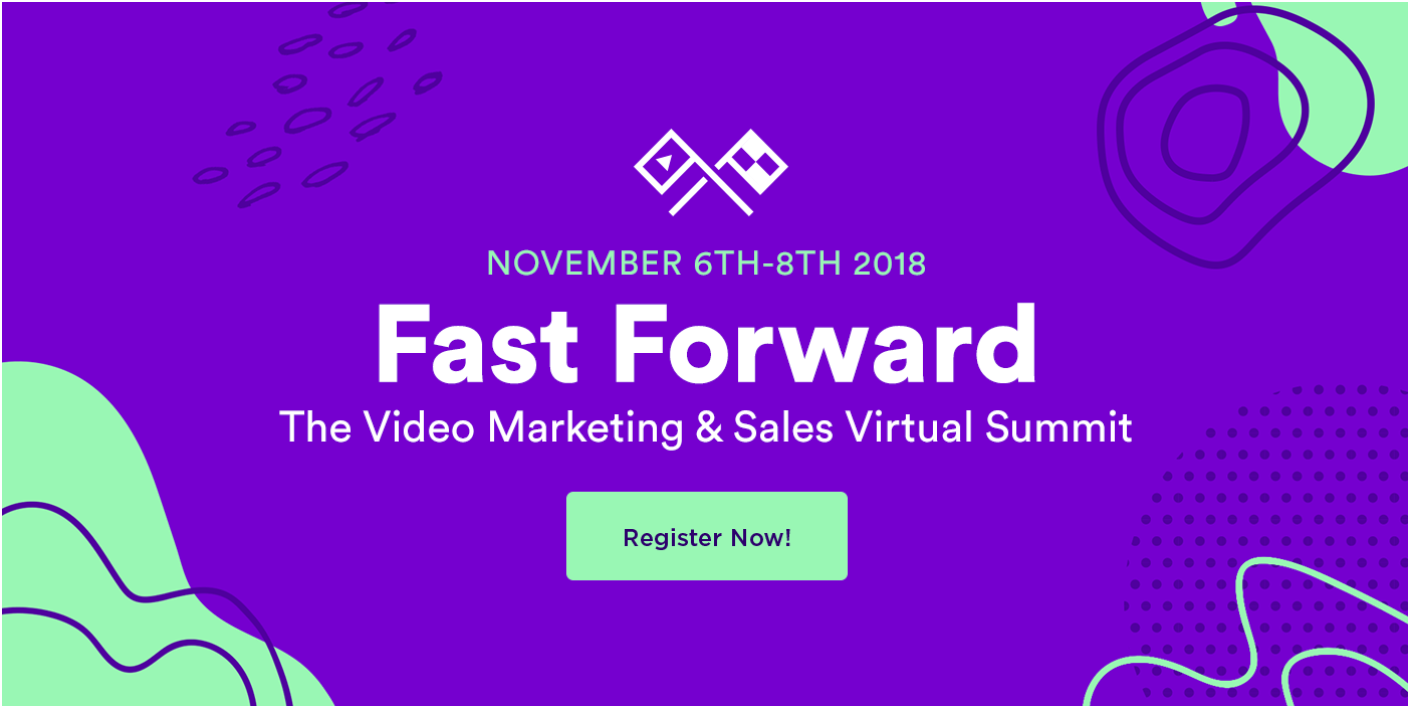 NOVEMBER 6TH-8TH 2018
Fast Forward
The Video Marketing & Sales Virtual Summit
Register Now!